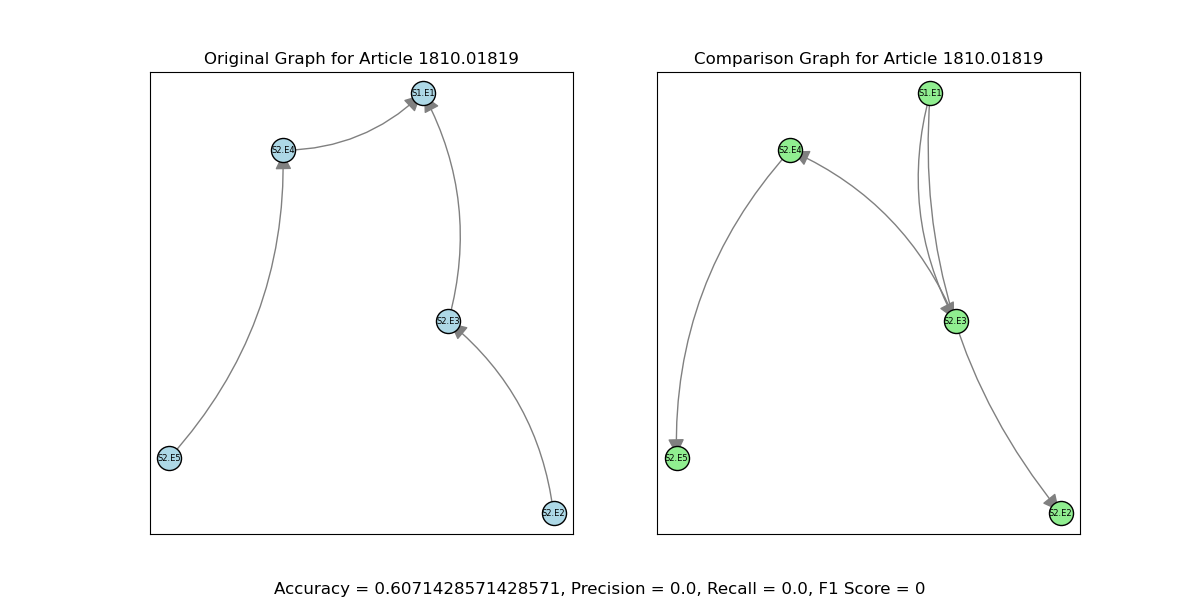 Original Graph for Article 1810.01819
Comparison Graph for Article 1810.01819
S1.E1
S2.E4
S2.E3
S2.E5
S2.E2
S1.E1
S2.E4
S2.E3
S2.E5
S2.E2
Accuracy = 0.6071428571428571, Precision = 0.0, Recall = 0.0, F1 Score = 0